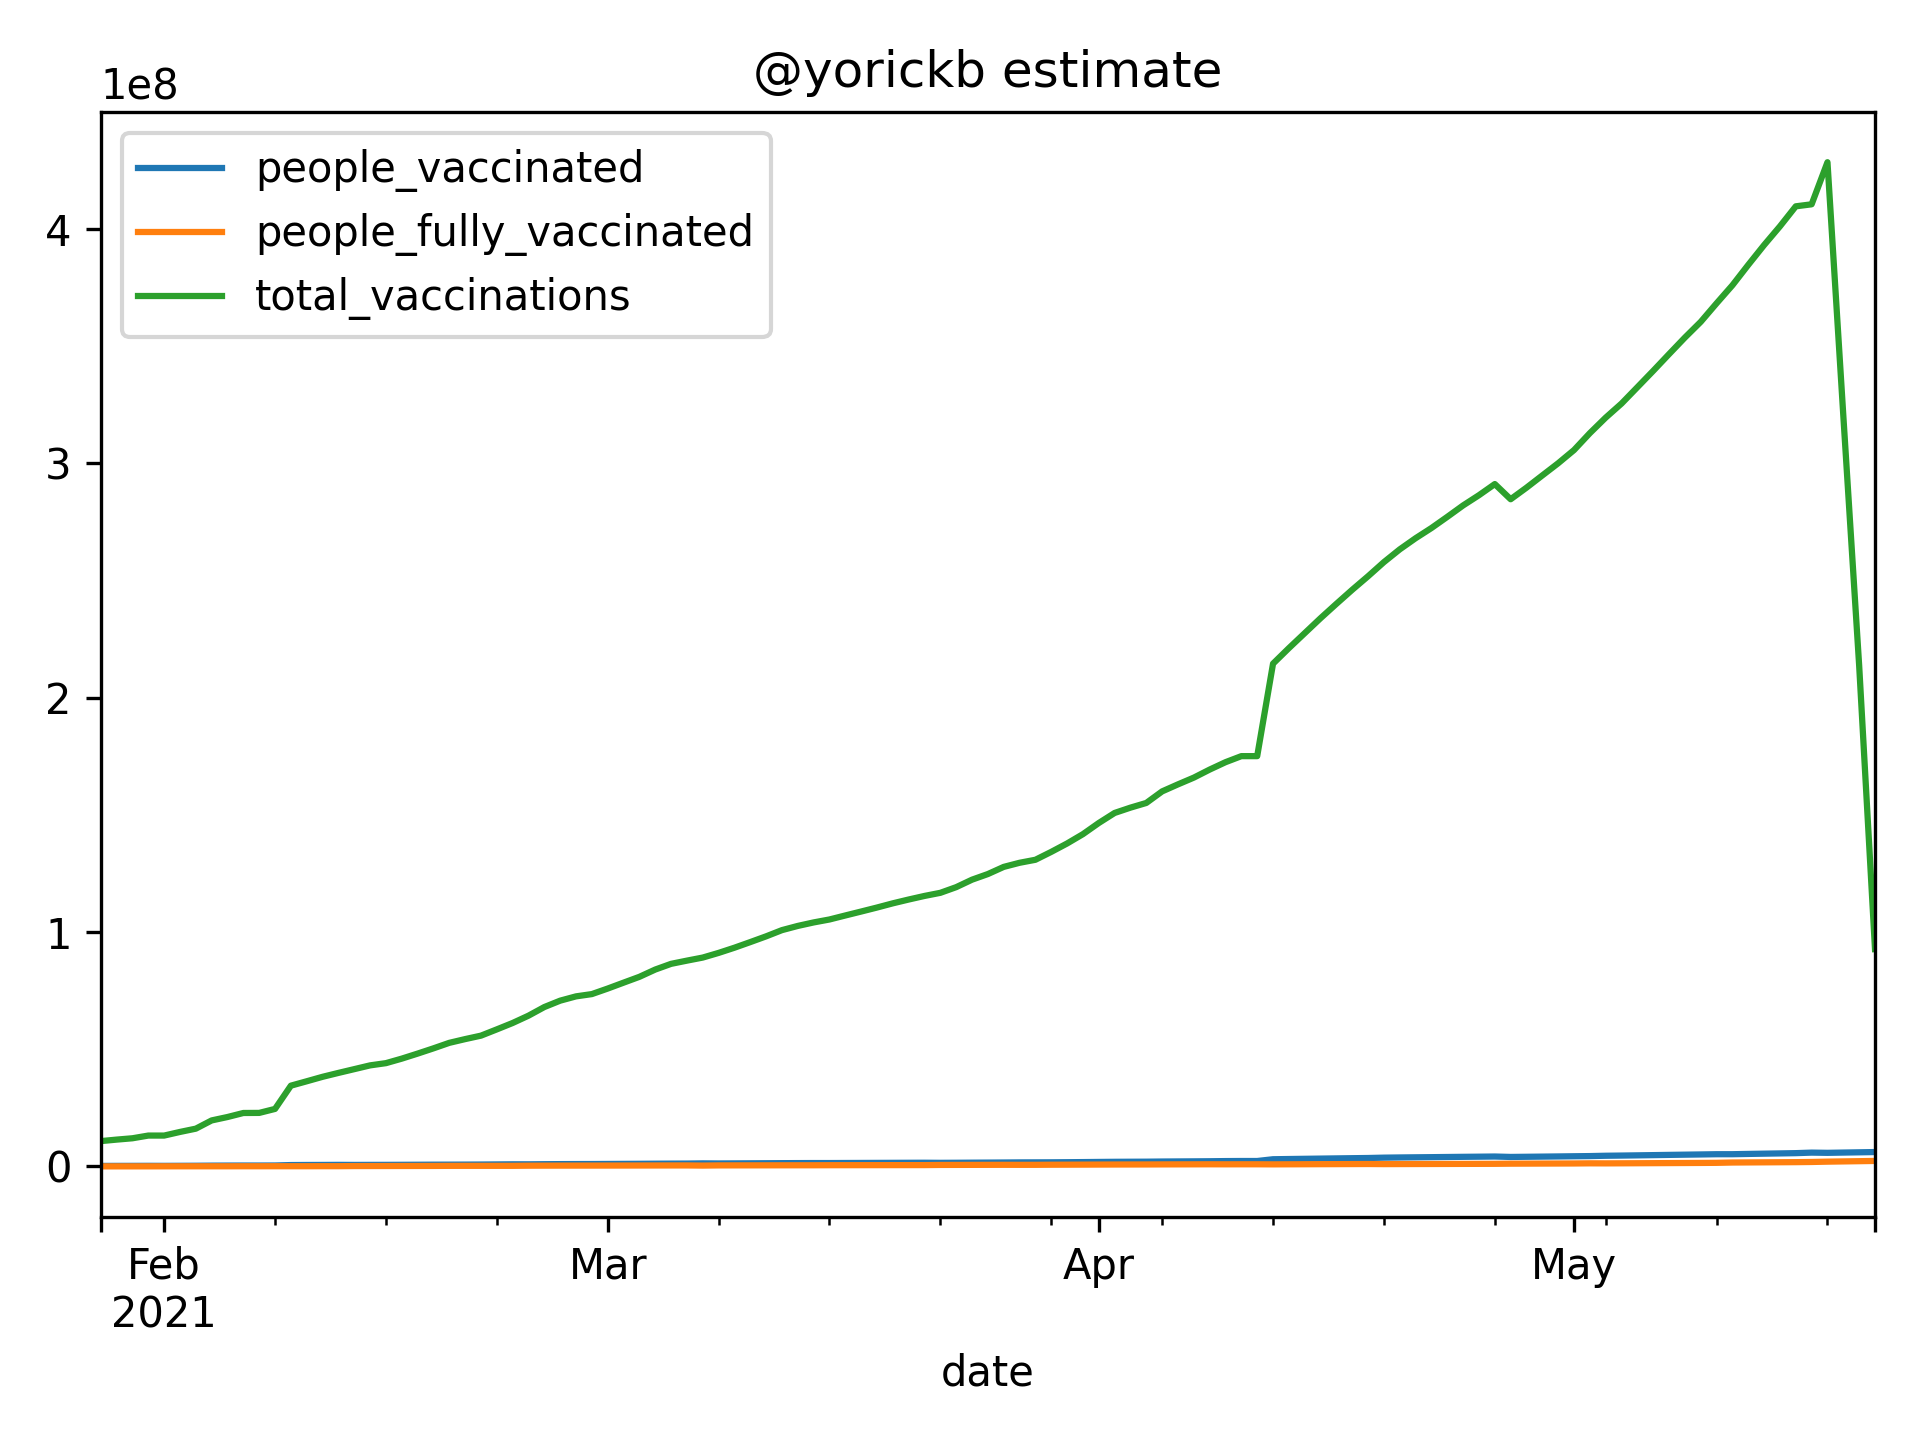 @yorickb estimate
1e8
people_vaccinated
people_fully_vaccinated
total_vaccinations
4
3
2
1
0
Feb Mar Apr May
2021
date